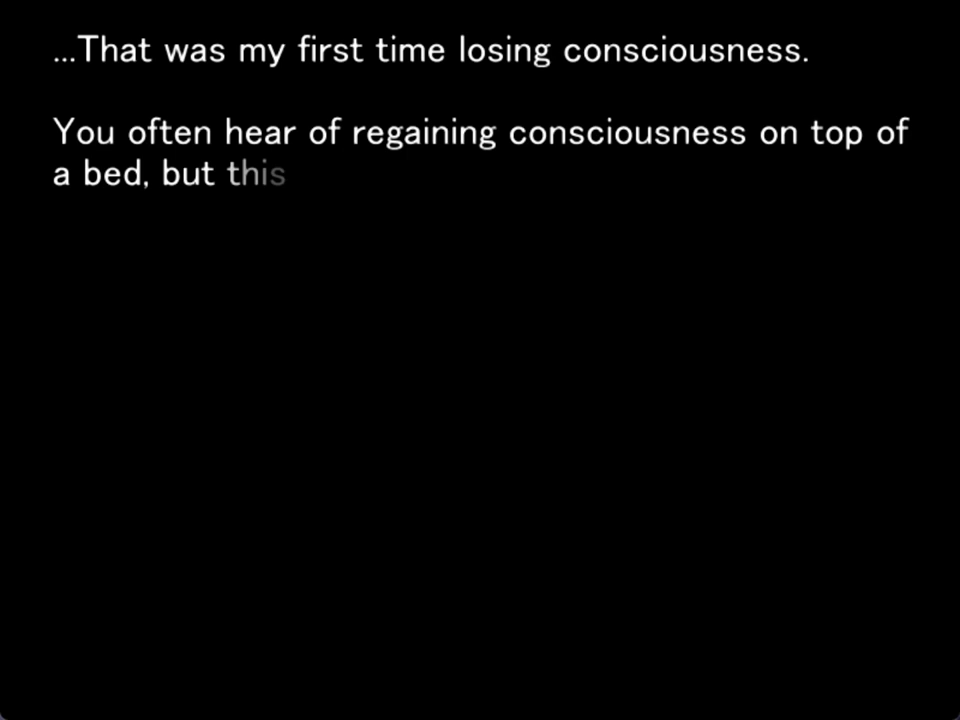 ...That was my first time losing consciousness.
You often hear of regaining consciousness on top of
a bed, but this